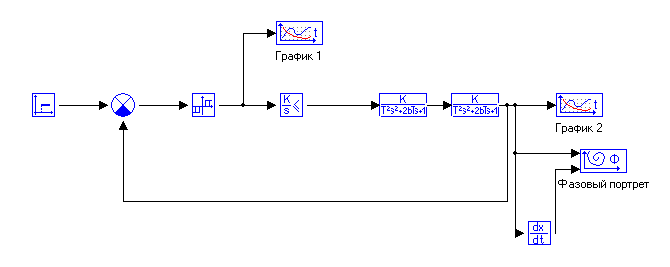 t
График 1
K
s
K
T²s²+2bTs+1
K
T²s²+2bTs+1
t
График 2
Ф
Фазовый портрет
dx
dt